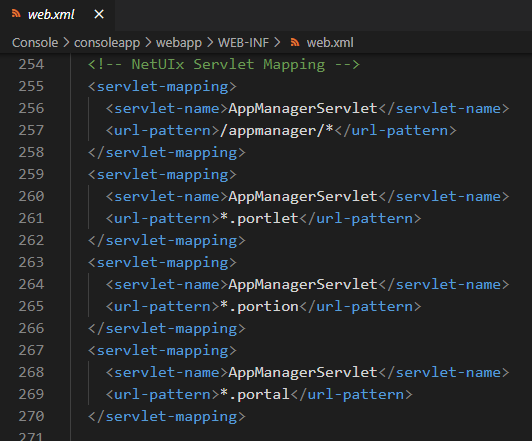 web.xml ×
Console > consoleapp > webapp > WEB-INF > web.xml
254 <!-- NetUIx Servlet Mapping -->
255 <servlet-mapping>
256 <servlet-name>AppManagerServlet</servlet-name>
257 <url-pattern>/appmanager/*</url-pattern>
258 </servlet-mapping>
259 <servlet-mapping>
260 <servlet-name>AppManagerServlet</servlet-name>
261 <url-pattern>*.portlet</url-pattern>
262 </servlet-mapping>
263 <servlet-mapping>
264 <servlet-name>AppManagerServlet</servlet-name>
265 <url-pattern>*.portion</url-pattern>
266 </servlet-mapping>
267 <servlet-mapping>
268 <servlet-name>AppManagerServlet</servlet-name>
269 <url-pattern>*.portal</url-pattern>
270 </servlet-mapping>
271